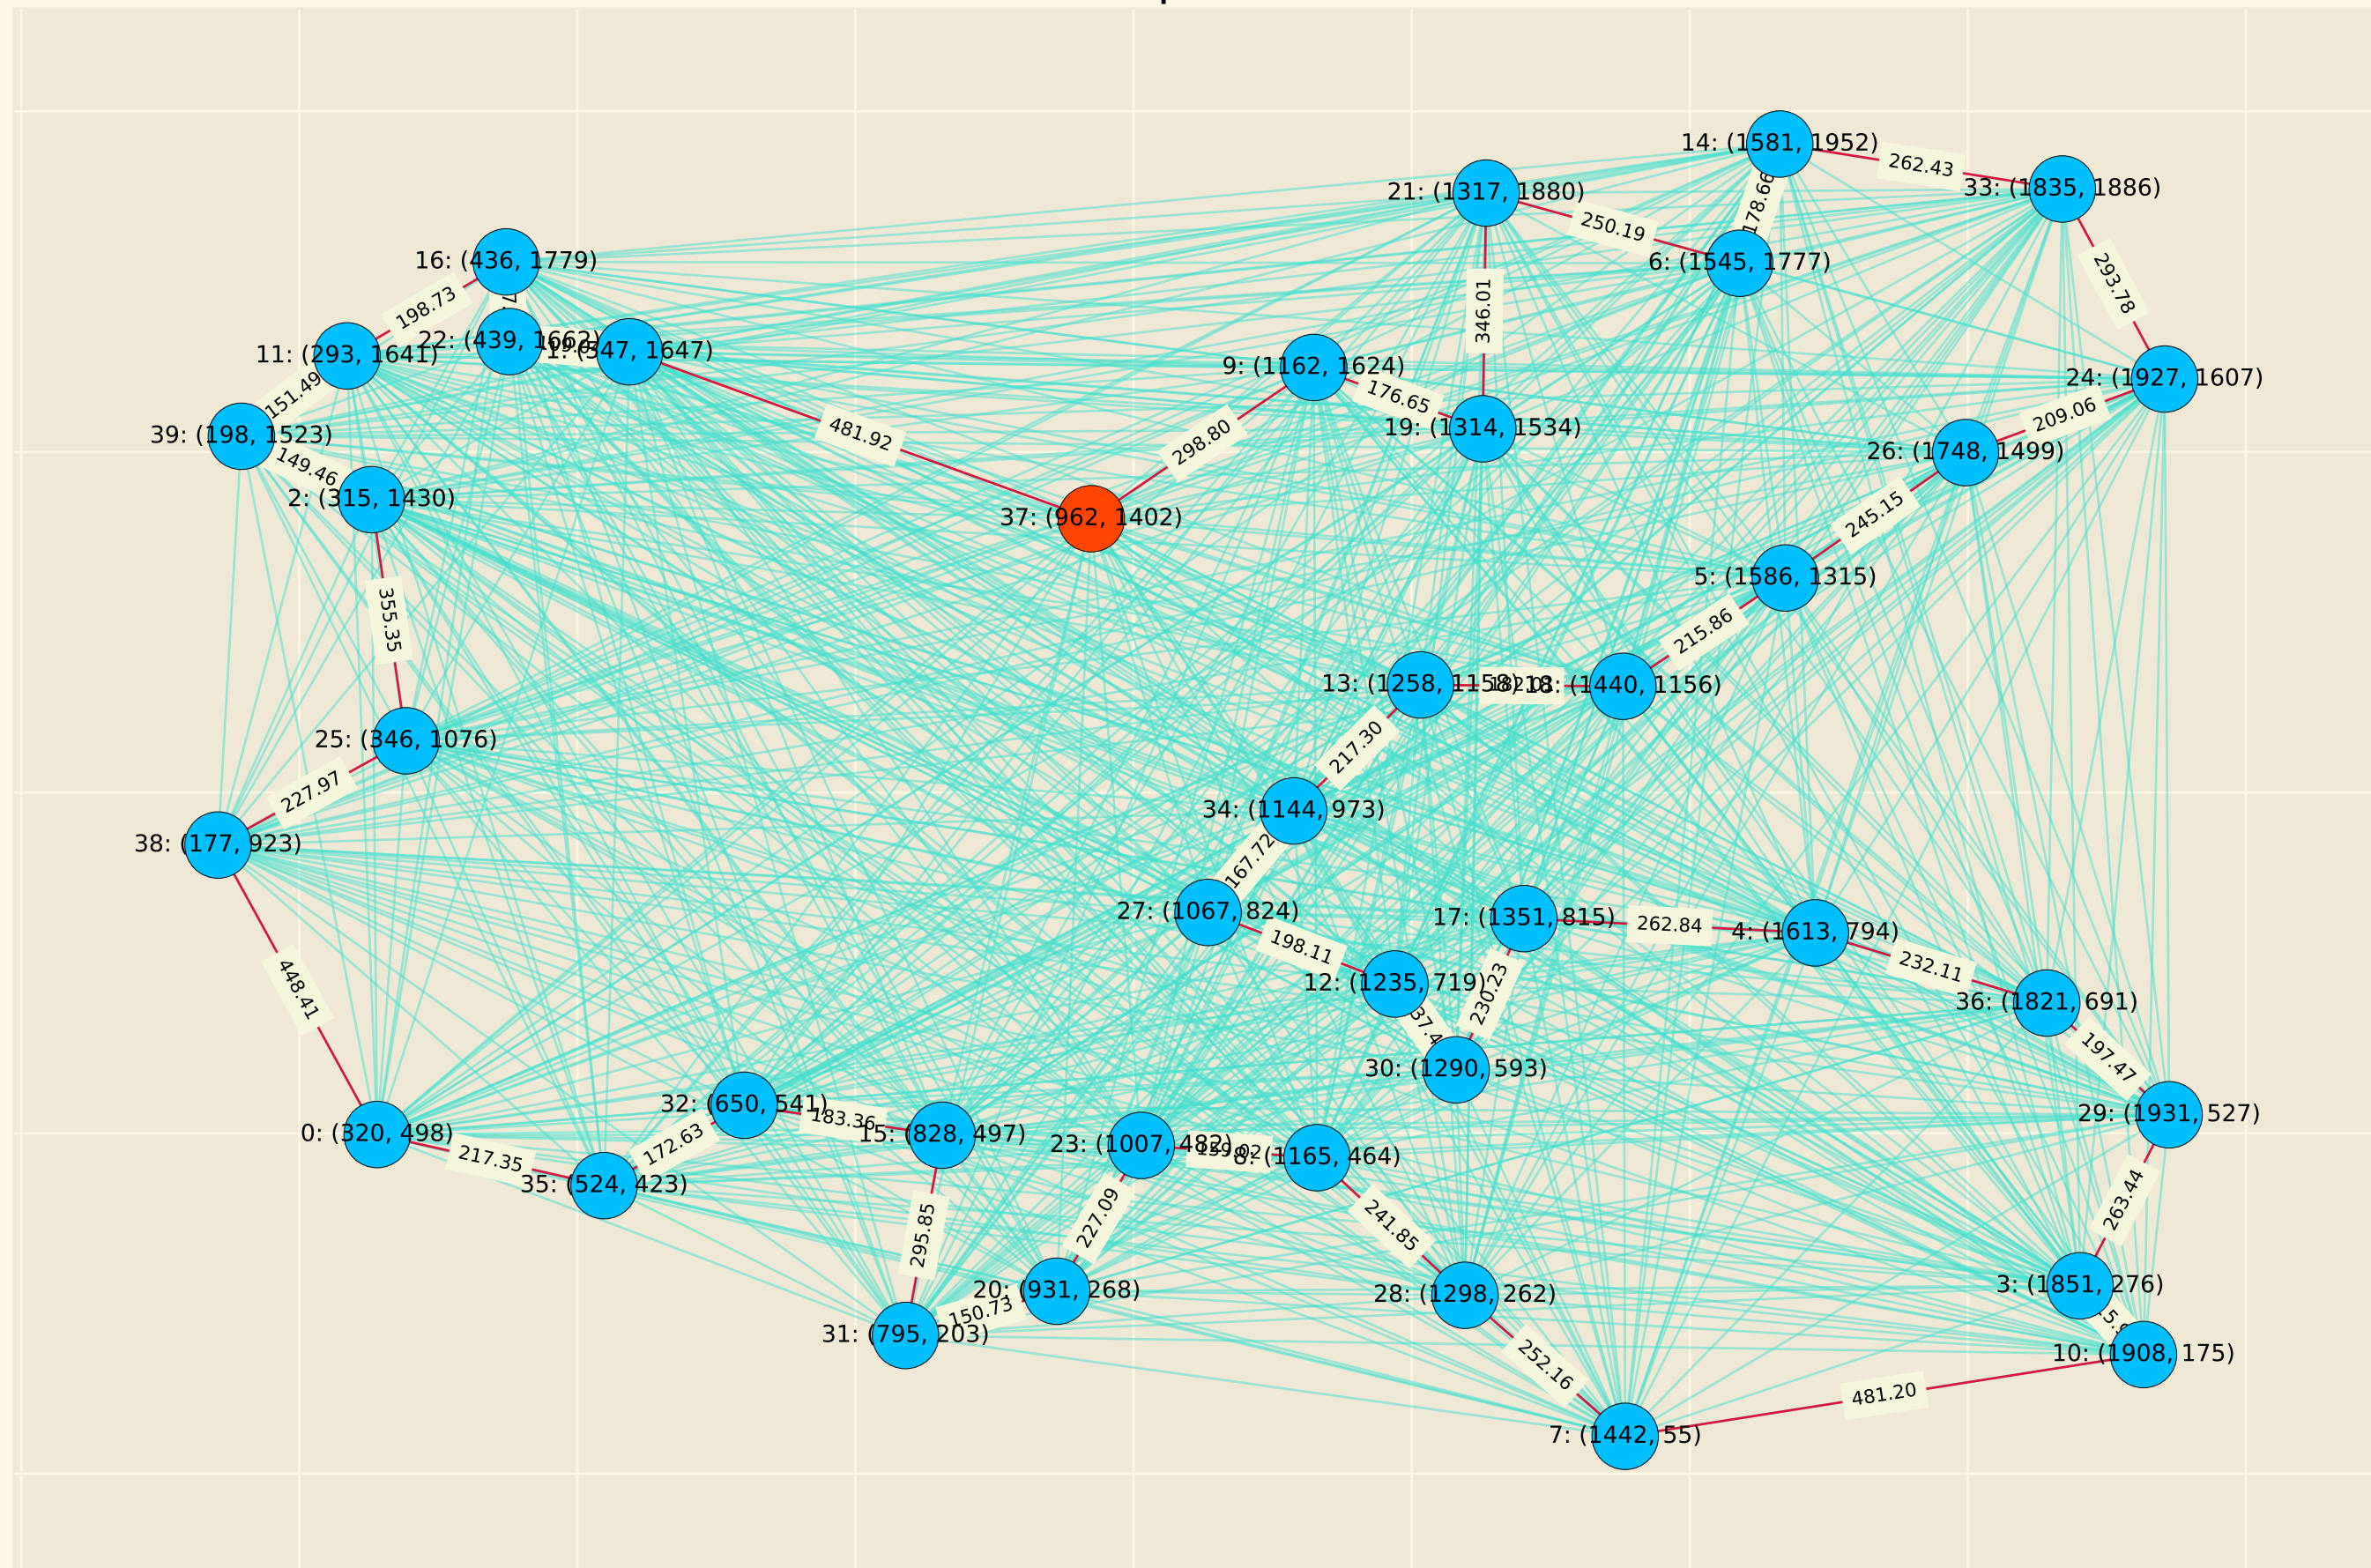 14: (1581, 1952)
262.43
33: (1835, 1886)
21: (1317, 1880)
178.66
250.19
6: (1545, 1777)
16: (436, 1779)
293.78
198.73
346.01
22: (439, 1662)
11: (293, 1641)
1: (547, 1647)
9: (1162, 1624)
24: (1927, 1607)
151.49
176.65
209.06
39: (198, 1523)
481.92
298.80
19: (1314, 1534)
26: (1748, 1499)
149.46
2: (315, 1430)
37: (962, 1402)
245.15
5: (1586, 1315)
355.35
215.86
13: (1258, 1158)
182.01
18: (1440, 1156)
25: (346, 1076)
217.30
227.97
34: (1144, 973)
38: (177, 923)
167.72
27: (1067, 824)
17: (1351, 815)
262.84
4: (1613, 794)
198.11
232.11
448.41
12: (1235, 719)
230.23
36: (1821, 691)
197.47
30: (1290, 593)
32: (650, 541)
183.36
29: (1931, 527)
0: (320, 498)
15: (828, 497)
23: (1007, 482)
159.02
8: (1165, 464)
172.63
217.35
35: (524, 423)
227.09
241.85
263.44
295.85
20: (931, 268)
28: (1298, 262)
3: (1851, 276)
150.73
31: (795, 203)
10: (1908, 175)
252.16
481.20
7: (1442, 55)